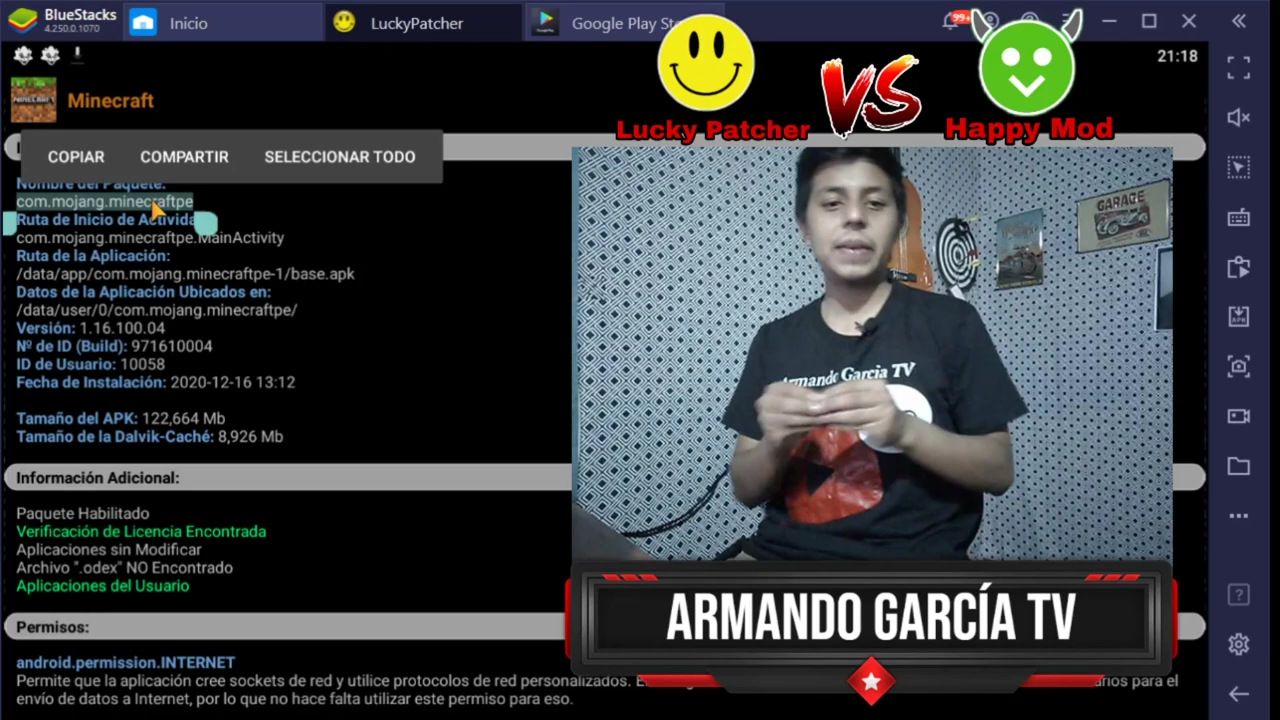 BlueStacks
4.250.0.1070
Inicio
LuckyPatcher
Google Play St
99+
21:18
Minecraft
Lucky Patcher
VS
Happy Mod
COPIAR
COMPARTIR
SELECCIONAR TODO
Nombre del Paquete:
com.mojang.minecraftpe
Ruta de Inicio de Activida
com.mojang.minecraftpe.MainActivity
Ruta de la Aplicación:
/data/app/com.mojang.minecraftpe-1/base.apk
Datos de la Aplicación Ubicados en:
/data/user/0/com.mojang.minecraftpe/
Versión: 1.16.100.04
Nº de ID (Build): 971610004
ID de Usuario: 10058
Fecha de Instalación: 2020-12-16 13:12
Tamaño del APK: 122,664 Mb
Tamaño de la Dalvik-Caché: 8,926 Mb
Información Adicional:
Paquete Habilitado
Verificación de Licencia Encontrada
Aplicaciones sin Modificar
Archivo ".odex" NO Encontrado
Aplicaciones del Usuario
Permisos:
android.permission.INTERNET
Permite que la aplicación cree sockets de red y utilice protocolos de red personalizados. E
arios para el
envío de datos a Internet, por lo que no hace falta utilizar este permiso para eso.
GARAGE
Armando Garcia TV
ARMANDO GARCÍA TV